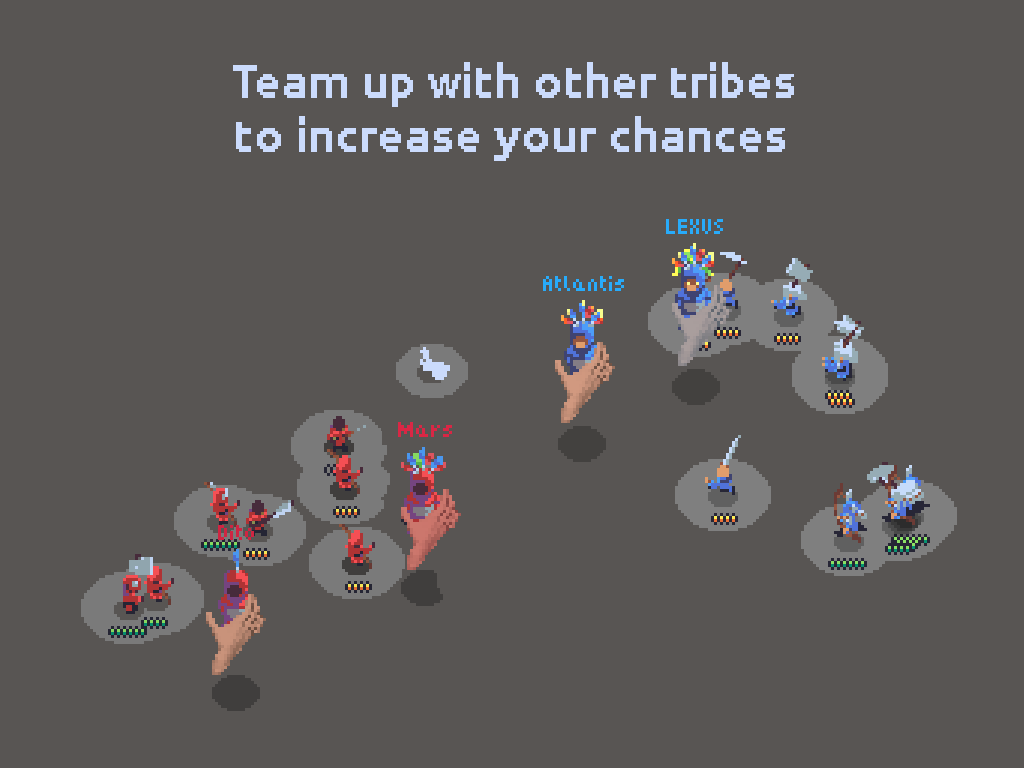 Team up with other tribes
to increase your chances
LEXUS
Atlantis
Mars